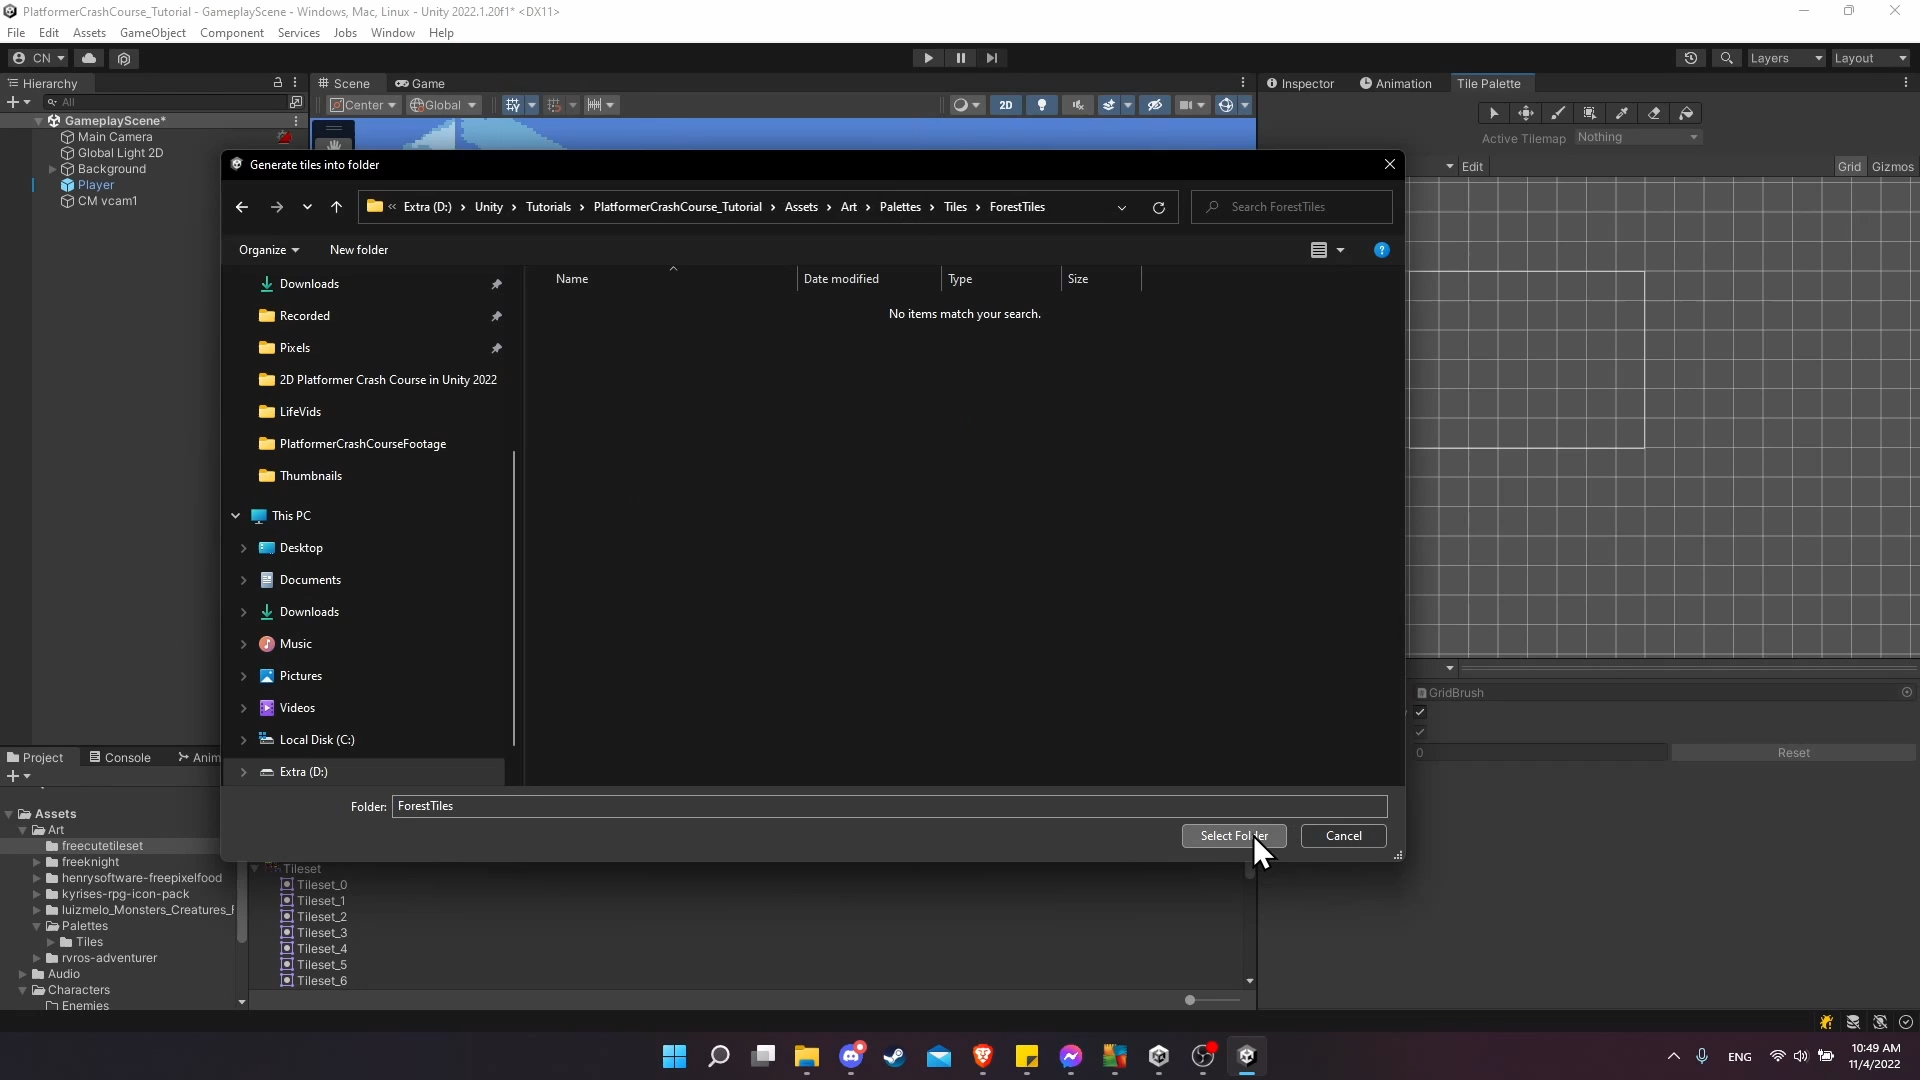 PlatformerCrashCourse_Tutorial - GameplayScene - Windows, Mac, Linux - Unity 2022.1.20f1* <DX11>
File Edit Assets GameObject Component Services Jobs Window Help
CN Layers Layout
Hierarchy Scene Game Inspector Animation Tile Palette
All Center Global 2D
GameplayScene*
Main Camera
Global Light 2D
Background
Player
CM vcam1
Active Tilemap Nothing
Edit Grid Gizmos
Generate tiles into folder
« Extra (D:) > Unity > Tutorials > PlatformerCrashCourse_Tutorial > Assets > Art > Palettes > Tiles > ForestTiles
Search ForestTiles
Organize New folder
Name Date modified Type Size
No items match your search.
Downloads
Recorded
Pixels
2D Platformer Crash Course in Unity 2022
LifeVids
PlatformerCrashCourseFootage
Thumbnails
This PC
Desktop
Documents
Downloads
Music
Pictures
Videos
Local Disk (C:)
Extra (D:)
Folder: ForestTiles
Select Folder Cancel
GridBrush
0 Reset
Project Console Anim
Assets
Art
freecutetileset
freeknight
henrysoftware-freepixelfood
kyrises-rpg-icon-pack
luizmelo_Monsters_Creatures_F
Palettes
Tiles
rvros-adventurer
Audio
Characters
Enemies
Tileset
Tileset_0
Tileset_1
Tileset_2
Tileset_3
Tileset_4
Tileset_5
Tileset_6
ENG
10:49 AM
11/4/2022